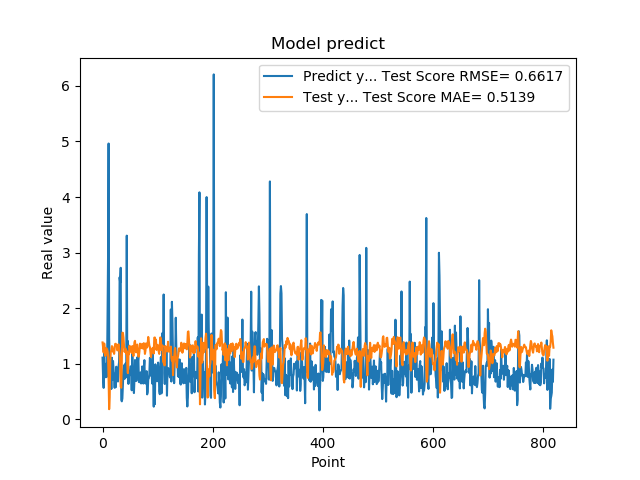 Model predict
Predict y... Test Score RMSE= 0.6617
Test y... Test Score MAE= 0.5139
Real value
6
5
4
3
2
1
0
0 200 400 600 800
Point